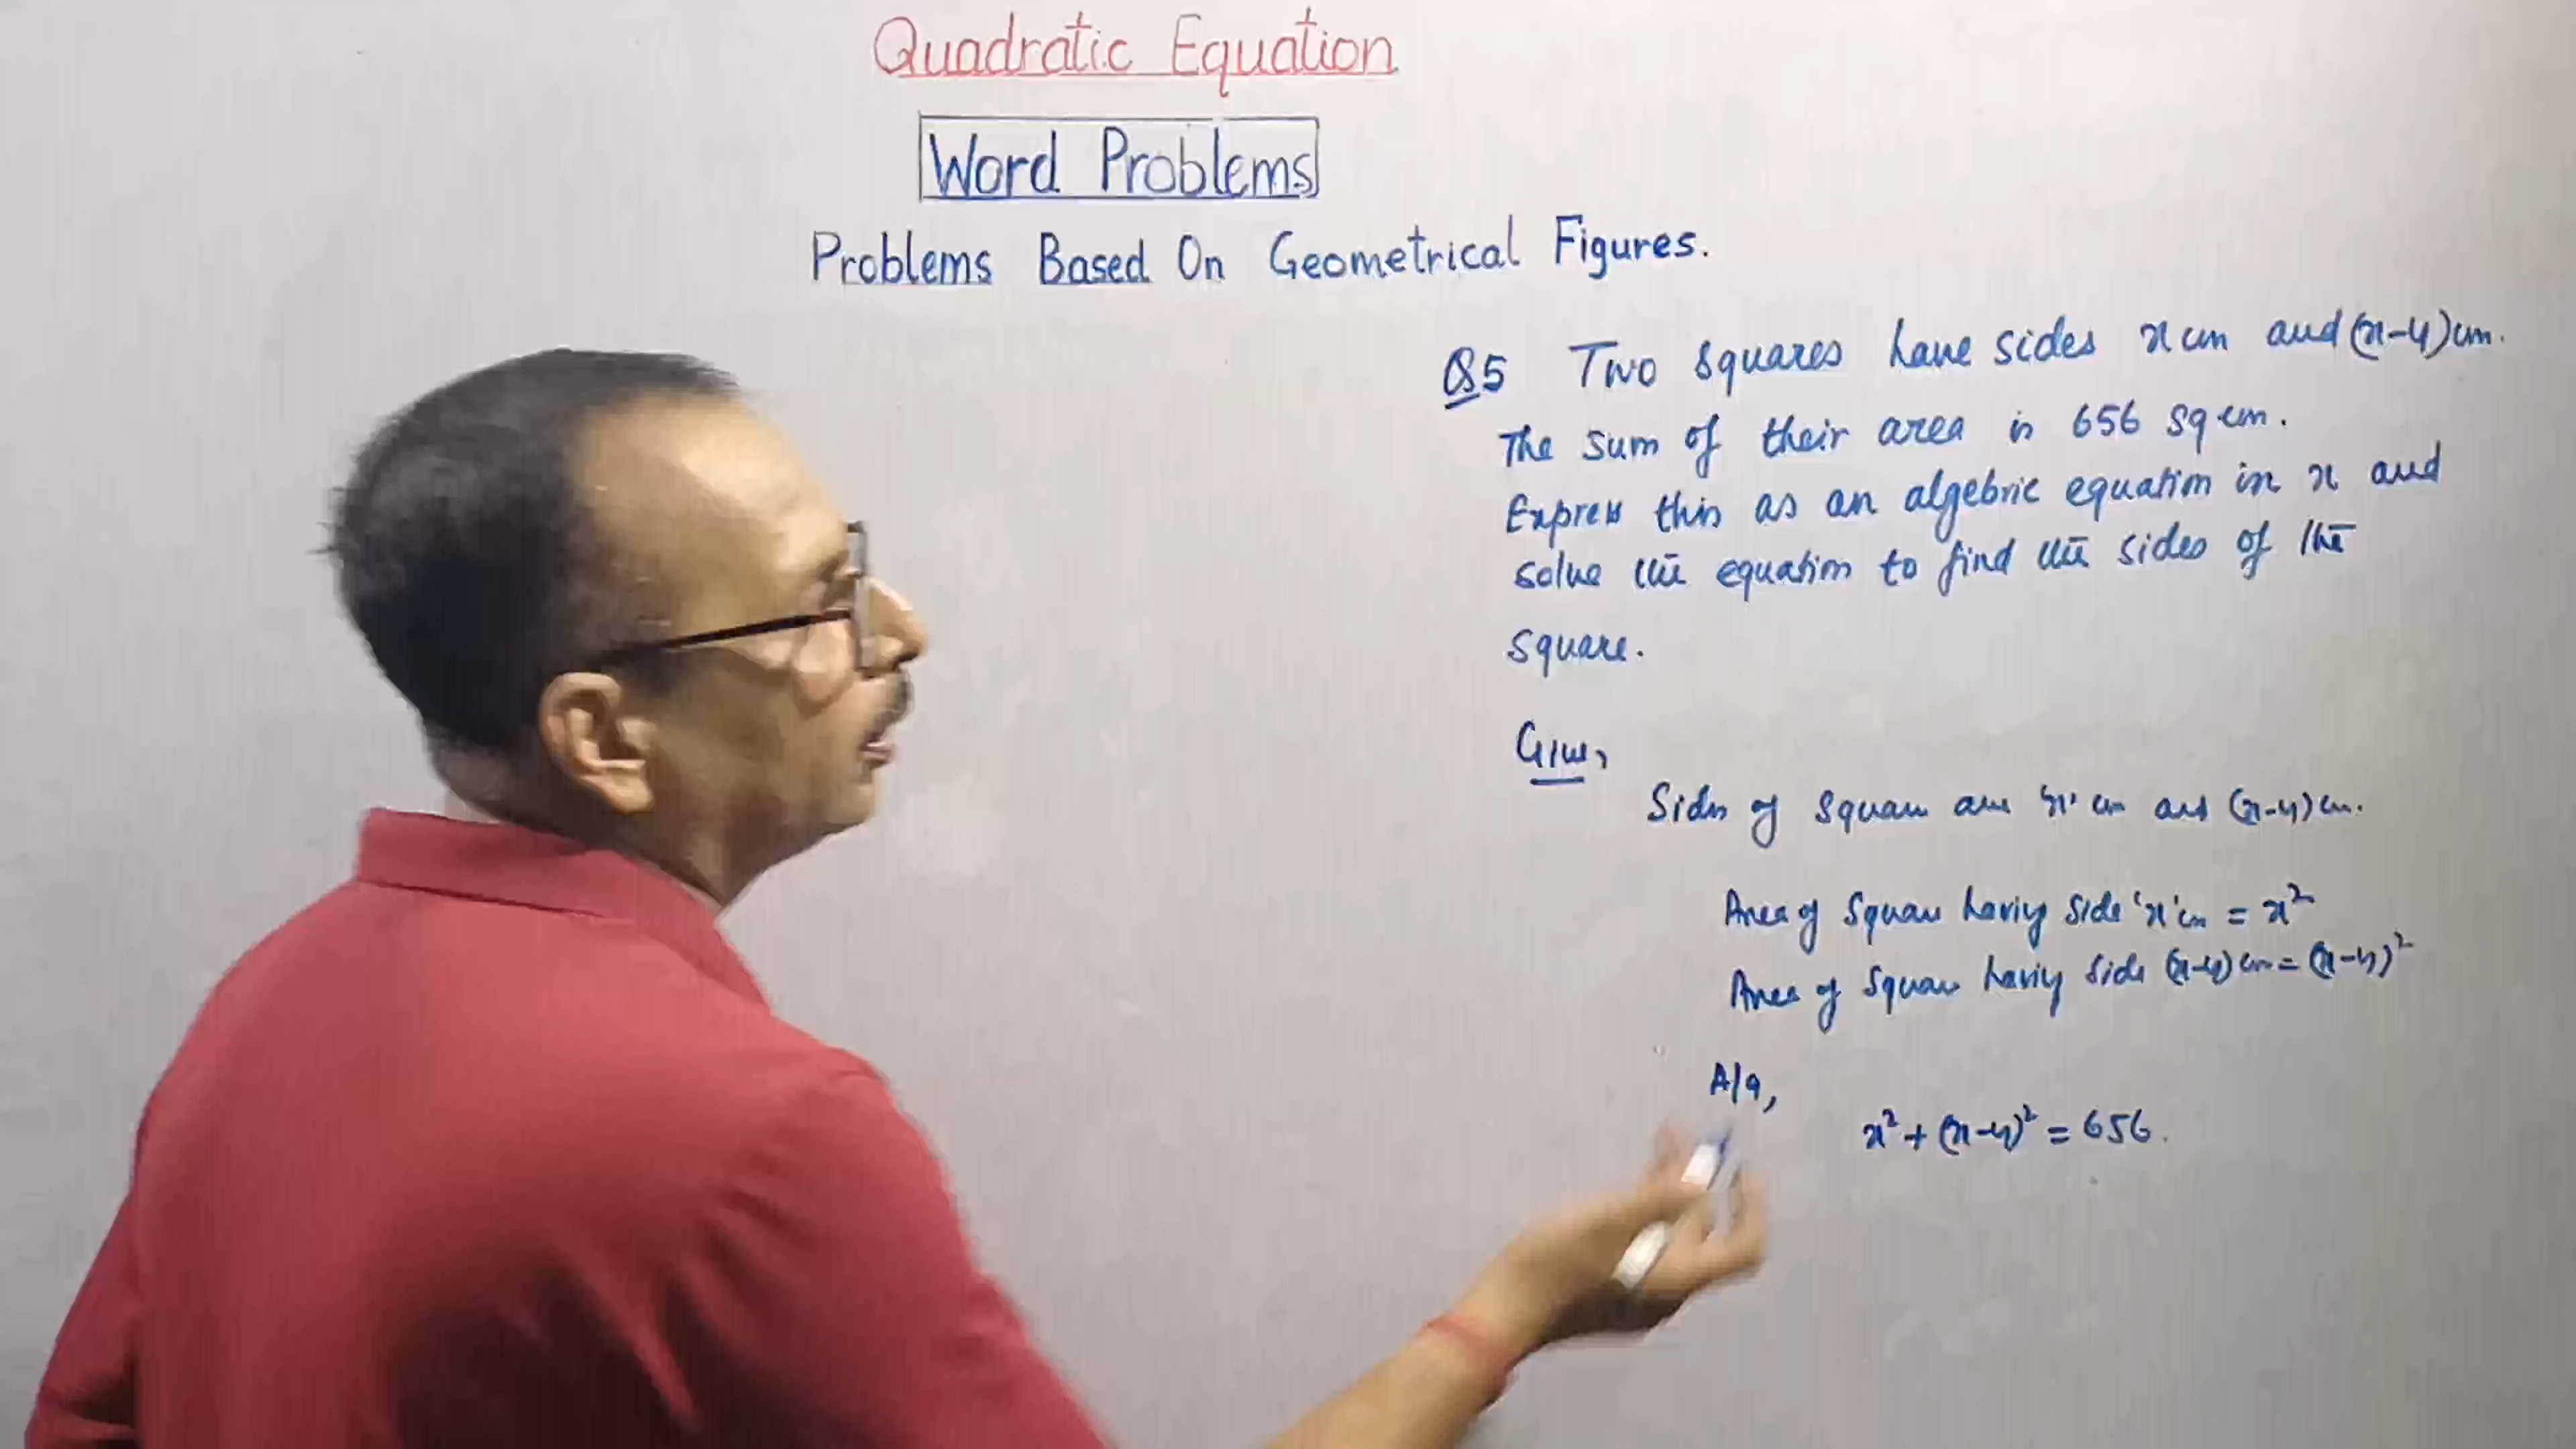 Quadratic Equation
Word Problems
Problems Based On Geometrical Figures.
Q5 Two squares have sides x cm and (x-4)cm.
The sum of their area is 656 sq cm.
Express this as an algebric equation in x and
solve the equation to find the sides of the
square.
Given,
Sides of square are 'x' cm and (x-4)cm.
Area of square having side 'x' cm = x²
Area of square having side (x-4) cm = (x-4)²
A/q,
x² + (x-4)² = 656.